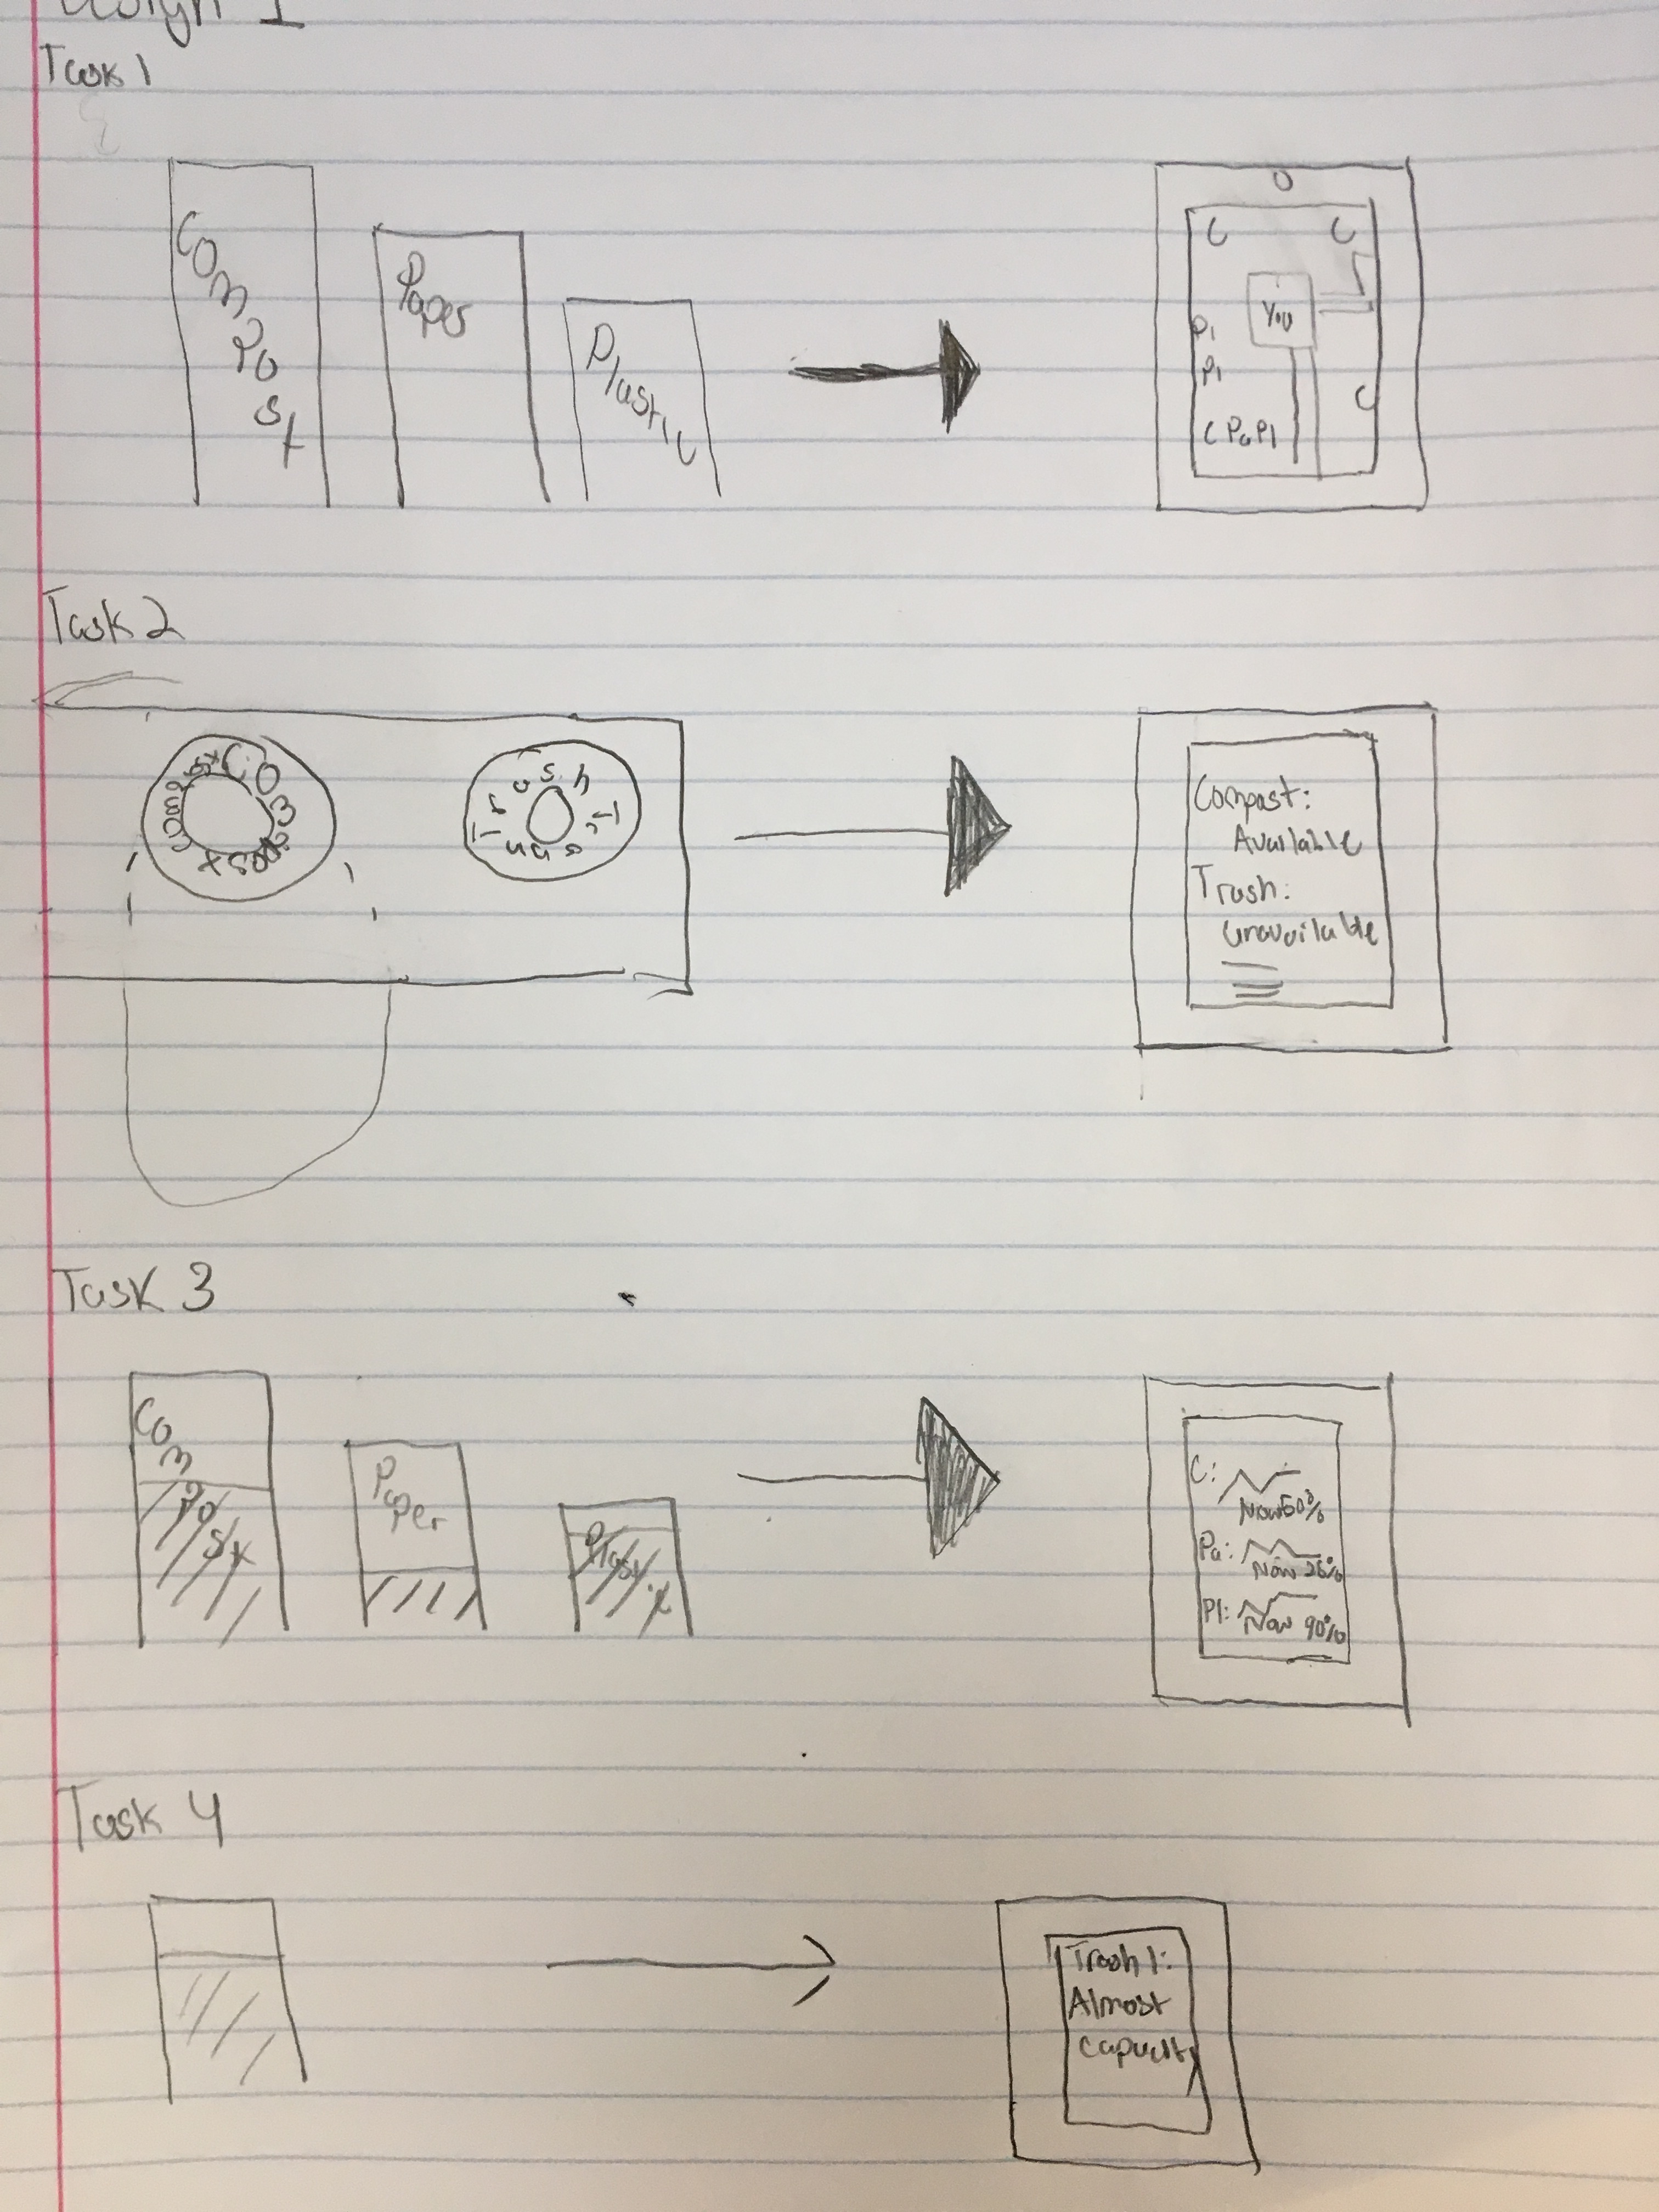 Design 1
Task 1
Compost
Paper
Plastic
C C
You
Pl
Pl
C
C Pa Pl
Task 2
Compost Compost
Trash Trash
Compost:
Available
Trash:
Unavailable
Task 3
Compost
Paper
Plastic
C:
Now 50%
Pa:
Now 25%
Pl:
Now 90%
Task 4
Trash 1:
Almost
capacity